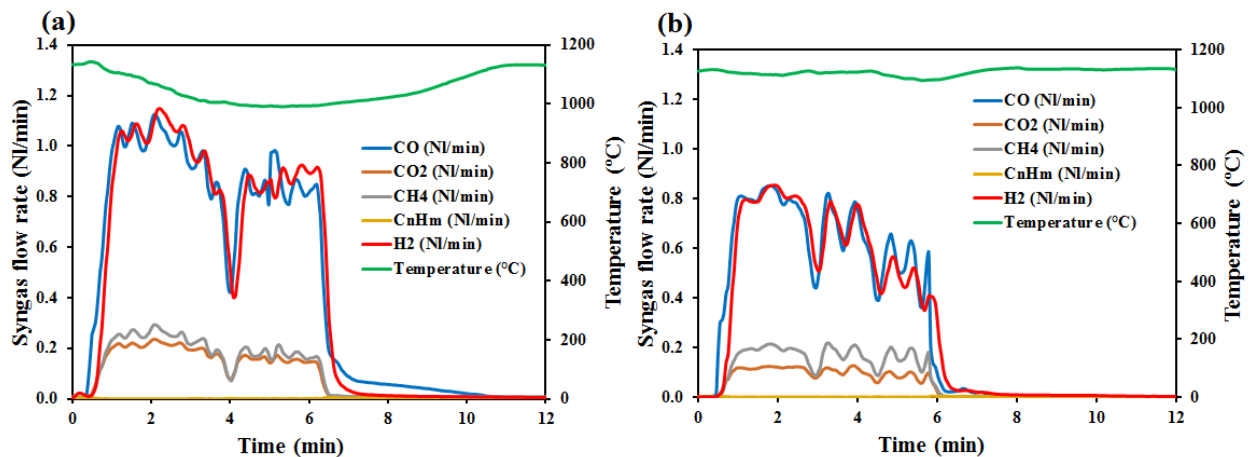 (a)
1.4
1.2
1.0
0.8
0.6
0.4
0.2
0.0
Syngas flow rate (Nl/min)
0
2
4
6
8
10
12
Time (min)
1200
1000
800
600
400
200
0
Temperature (°C)
CO (Nl/min)
CO2 (Nl/min)
CH4 (Nl/min)
CnHm (Nl/min)
H2 (Nl/min)
Temperature (°C)
(b)
1.4
1.2
1.0
0.8
0.6
0.4
0.2
0.0
Syngas flow rate (Nl/min)
0
2
4
6
8
10
12
Time (min)
1200
1000
800
600
400
200
0
Temperature (°C)
CO (Nl/min)
CO2 (Nl/min)
CH4 (Nl/min)
CnHm (Nl/min)
H2 (Nl/min)
Temperature (°C)